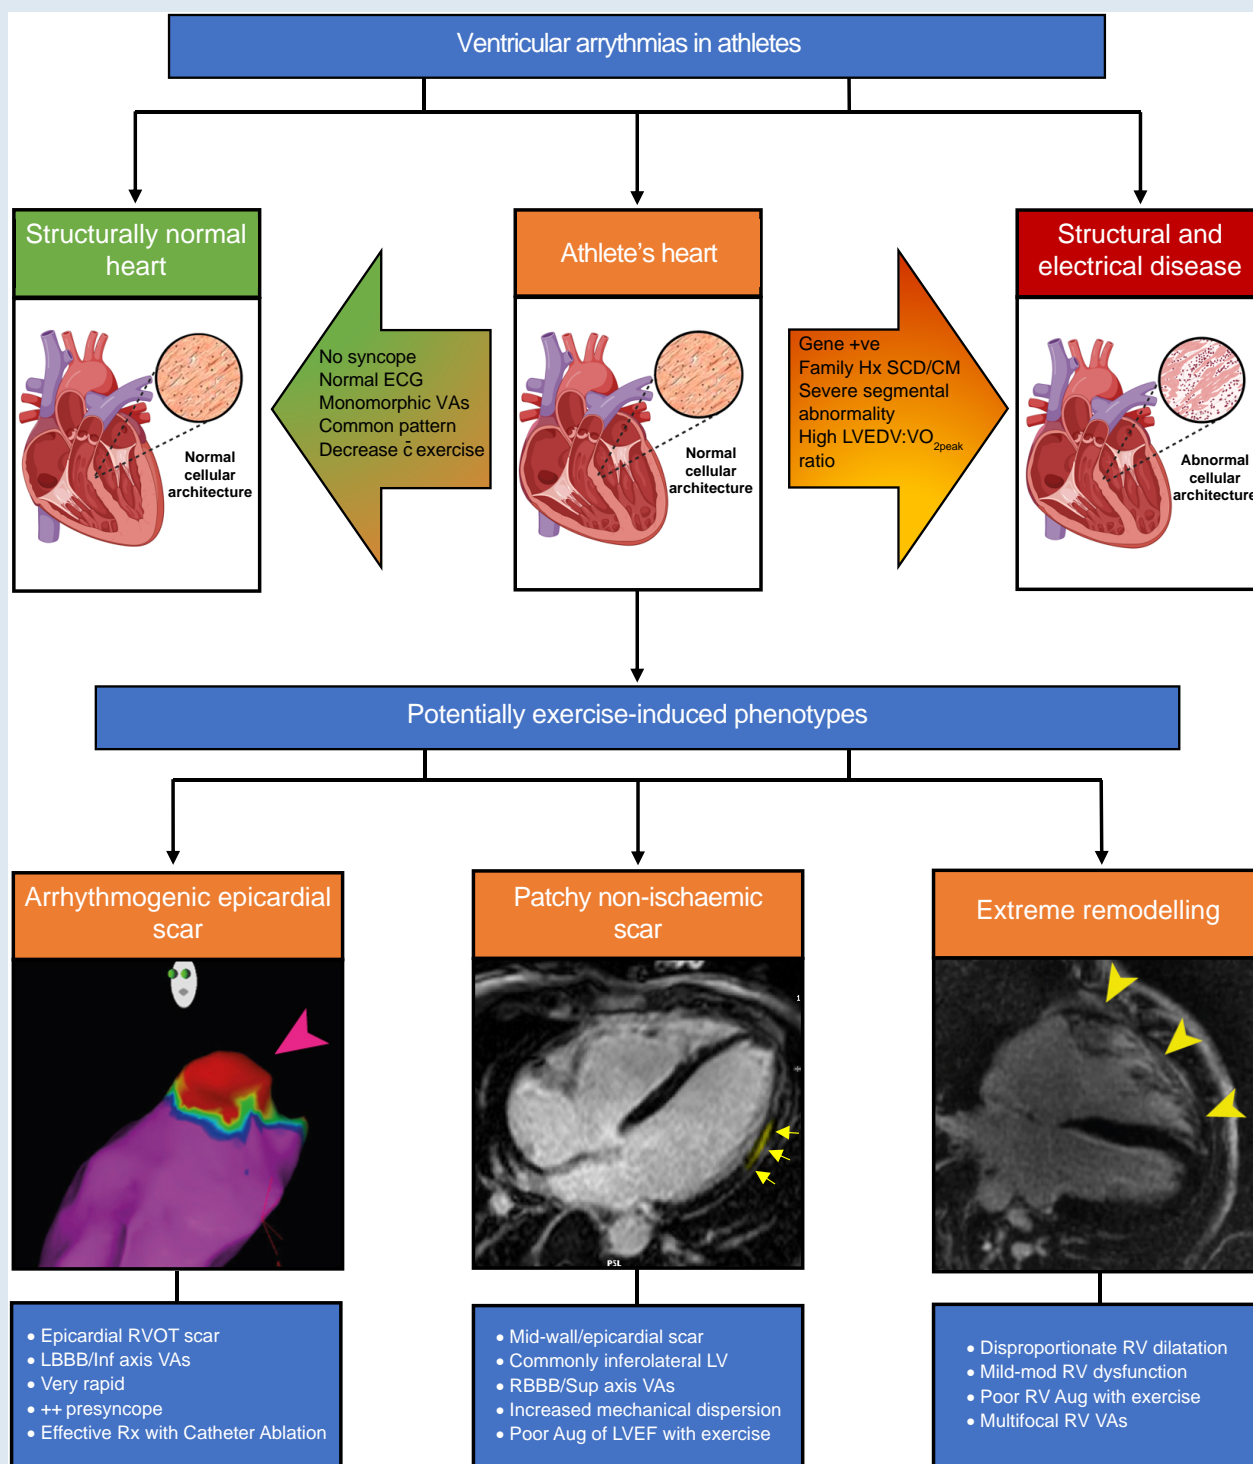 Ventricular arrythmias in athletes
Structurally normal
heart
Athlete's heart
Structural and
electrical disease
No syncope
Normal ECG
Monomorphic VAs
Common pattern
Decrease c̄ exercise
Gene +ve
Family Hx SCD/CM
Severe segmental
abnormality
High LVEDV:VO2peak
ratio
Normal
cellular
architecture
Normal
cellular
architecture
Abnormal
cellular
architecture
Potentially exercise-induced phenotypes
Arrhythmogenic epicardial
scar
Patchy non-ischaemic
scar
Extreme remodelling
1
PSL
• Epicardial RVOT scar
• LBBB/Inf axis VAs
• Very rapid
• ++ presyncope
• Effective Rx with Catheter Ablation
• Mid-wall/epicardial scar
• Commonly inferolateral LV
• RBBB/Sup axis VAs
• Increased mechanical dispersion
• Poor Aug of LVEF with exercise
• Disproportionate RV dilatation
• Mild-mod RV dysfunction
• Poor RV Aug with exercise
• Multifocal RV VAs